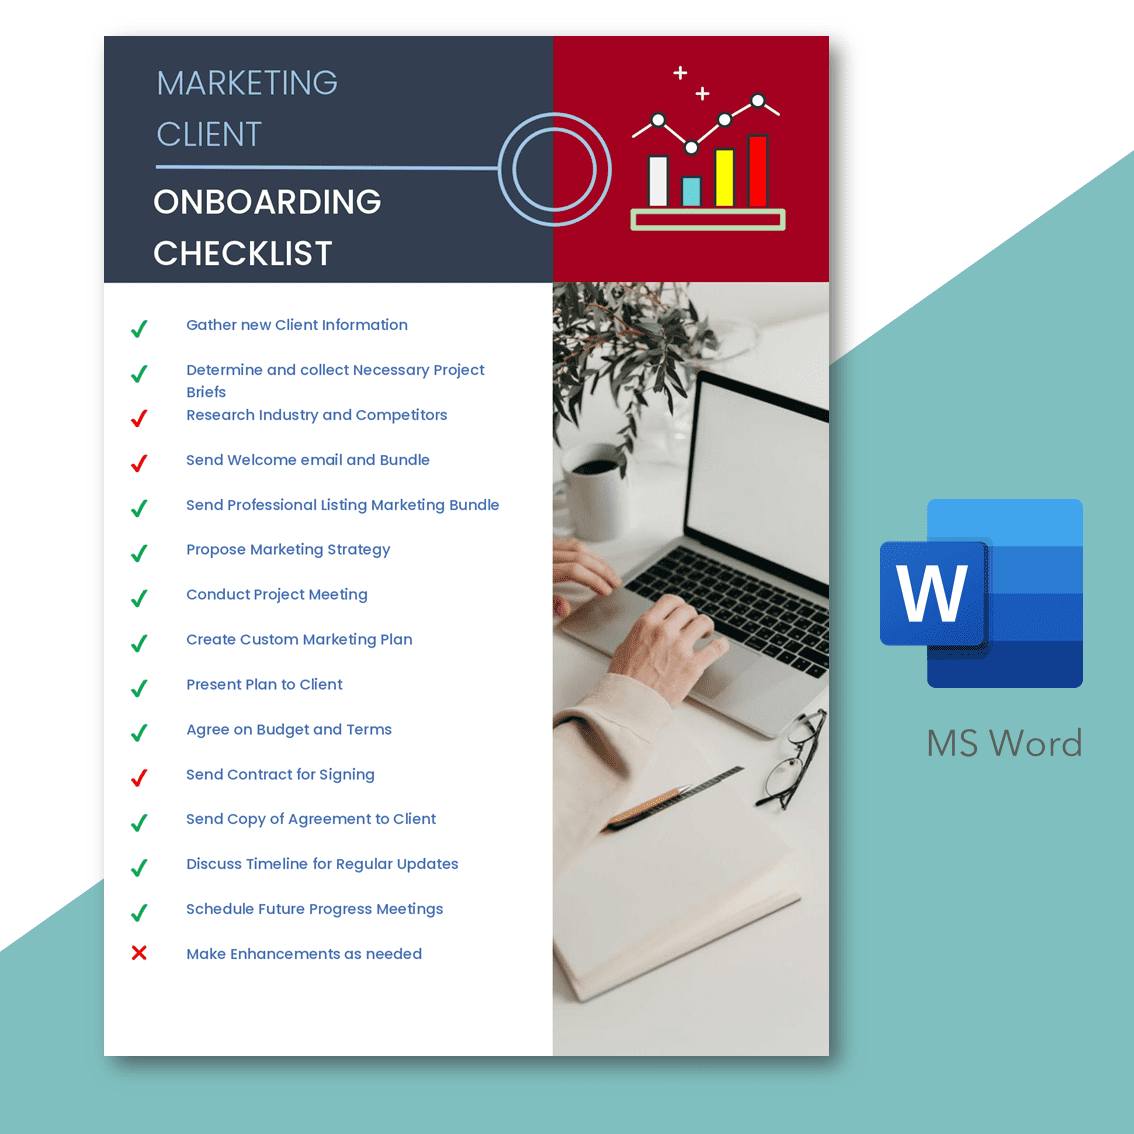 MARKETING
CLIENT
ONBOARDING
CHECKLIST
Gather new Client Information
Determine and collect Necessary Project
Briefs
Research Industry and Competitors
Send Welcome email and Bundle
Send Professional Listing Marketing Bundle
Propose Marketing Strategy
Conduct Project Meeting
Create Custom Marketing Plan
Present Plan to Client
Agree on Budget and Terms
Send Contract for Signing
Send Copy of Agreement to Client
Discuss Timeline for Regular Updates
Schedule Future Progress Meetings
Make Enhancements as needed
W
MS Word